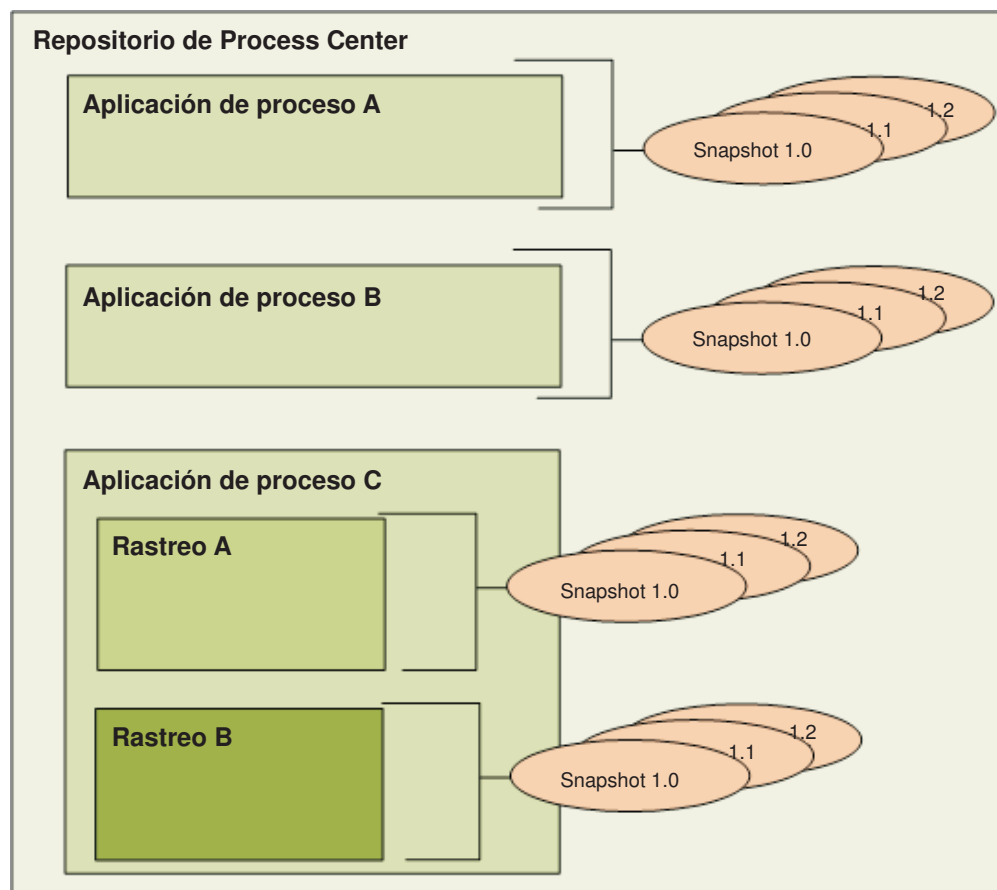 Repositorio de Process Center
Aplicación de proceso A
Snapshot 1.0
1.1
1.2
Aplicación de proceso B
Snapshot 1.0
1.1
1.2
Aplicación de proceso C
Rastreo A
Snapshot 1.0
1.1
1.2
Rastreo B
Snapshot 1.0
1.1
1.2